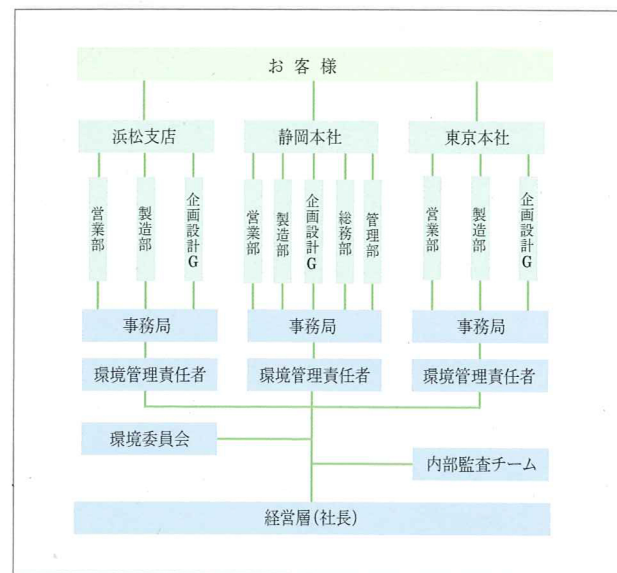 お客様
浜松支店
静岡本社
東京本社
営業部
製造部
企画設計G
営業部
製造部
企画設計G
総務部
管理部
営業部
製造部
企画設計G
事務局
事務局
事務局
環境管理責任者
環境管理責任者
環境管理責任者
環境委員会
内部監査チーム
経営層(社長)